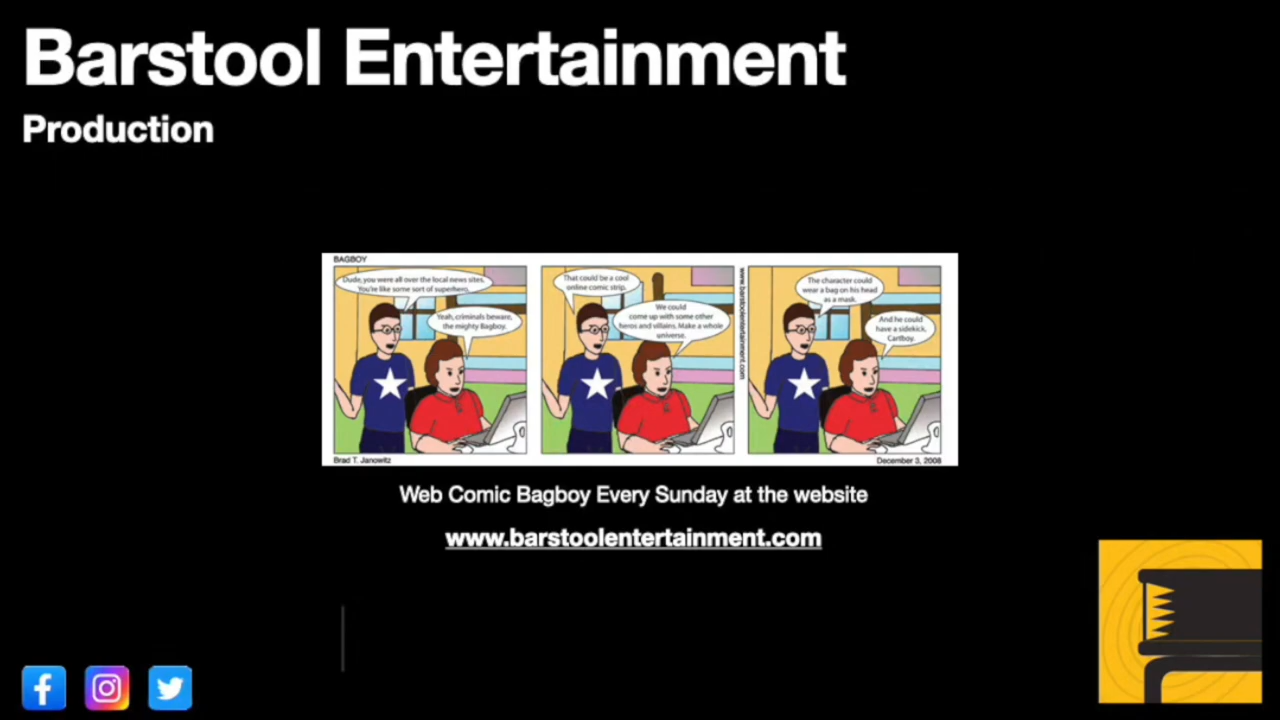 Barstool Entertainment
Production
BAGBOY
Dude, you were all over the local news sites.
You're like some sort of superhero.
Yeah, criminals beware,
the mighty Bagboy.
That could be a cool
online comic strip.
We could
come up with some other
heros and villains. Make a whole
universe.
www.barstoolentertainment.com
The character could
wear a bag on his head
as a mask.
And he could
have a sidekick,
Cartboy.
Brad T. Janowitz
December 3, 2008
Web Comic Bagboy Every Sunday at the website
www.barstoolentertainment.com